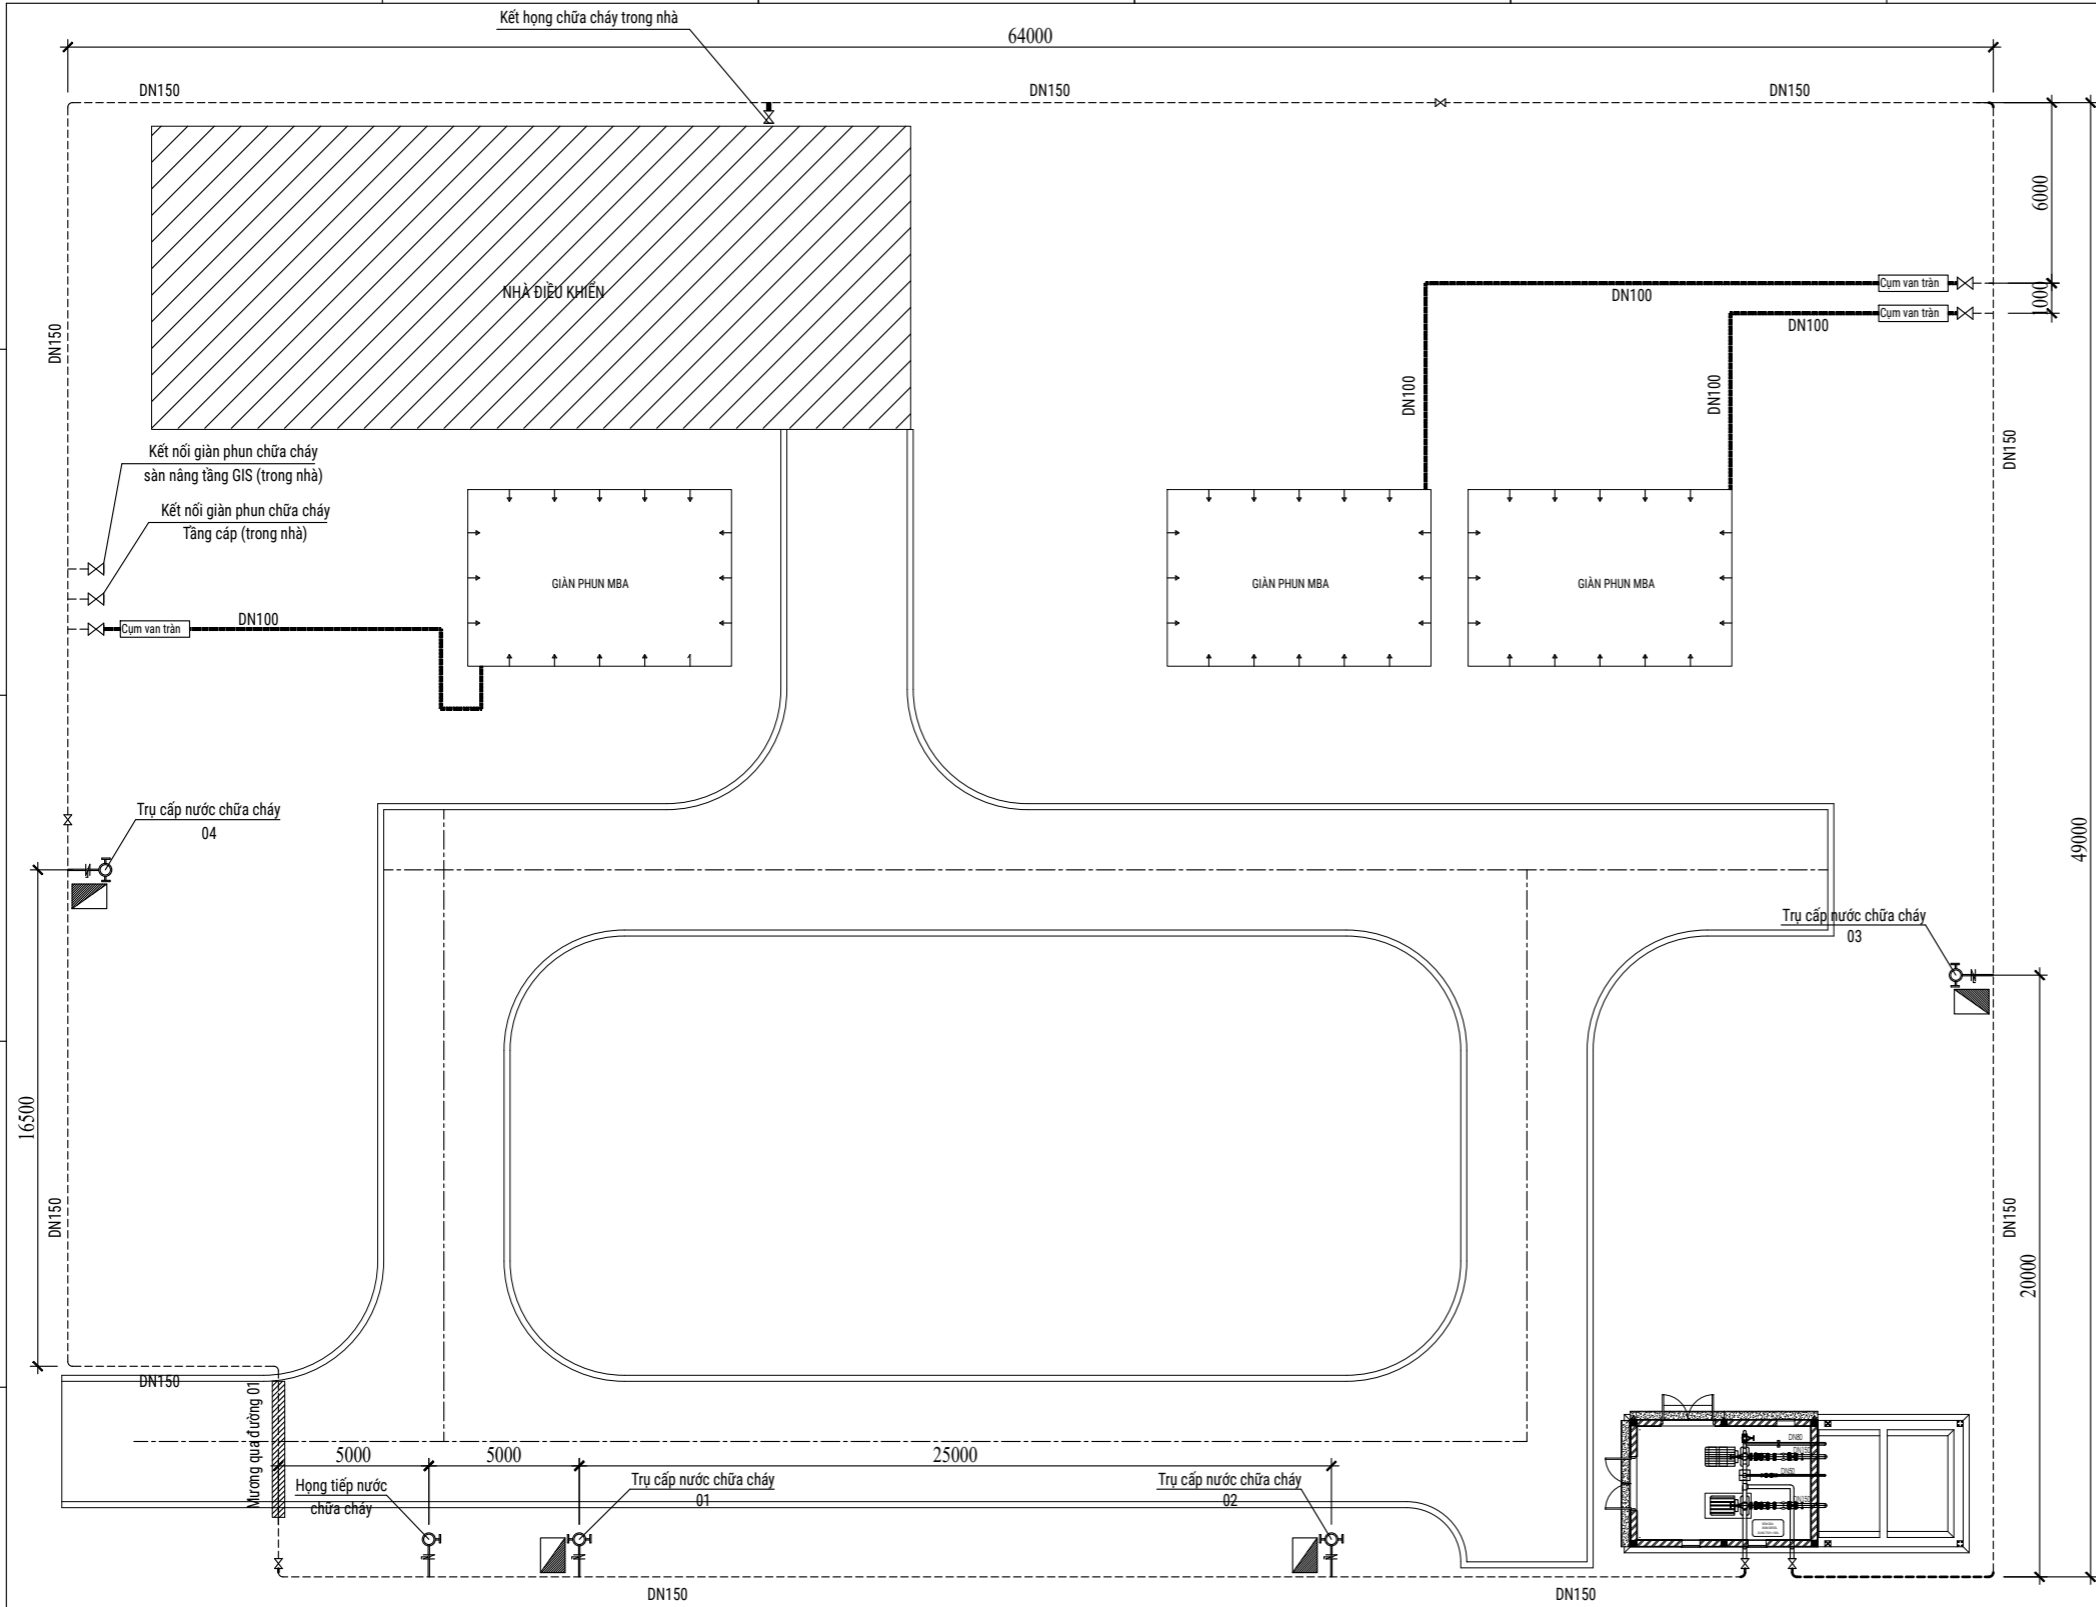 Kết họng chữa cháy trong nhà
64000
DN150
DN150
DN150
6000
1000
Cụm van tràn
Cụm van tràn
DN100
DN100
NHÀ ĐIỀU KHIỂN
DN150
DN100
DN100
DN150
Kết nối giàn phun chữa cháy
sàn nâng tầng GIS (trong nhà)
Kết nối giàn phun chữa cháy
Tầng cáp (trong nhà)
GIÀN PHUN MBA
GIÀN PHUN MBA
GIÀN PHUN MBA
Cụm van tràn
DN100
Trụ cấp nước chữa cháy
04
49000
Trụ cấp nước chữa cháy
03
16500
DN150
DN150
20000
DN150
Mương qua đường 01
5000
5000
25000
Họng tiếp nước
chữa cháy
Trụ cấp nước chữa cháy
01
Trụ cấp nước chữa cháy
02
DN80
DN150
DN50
DN150
DN150
DN150